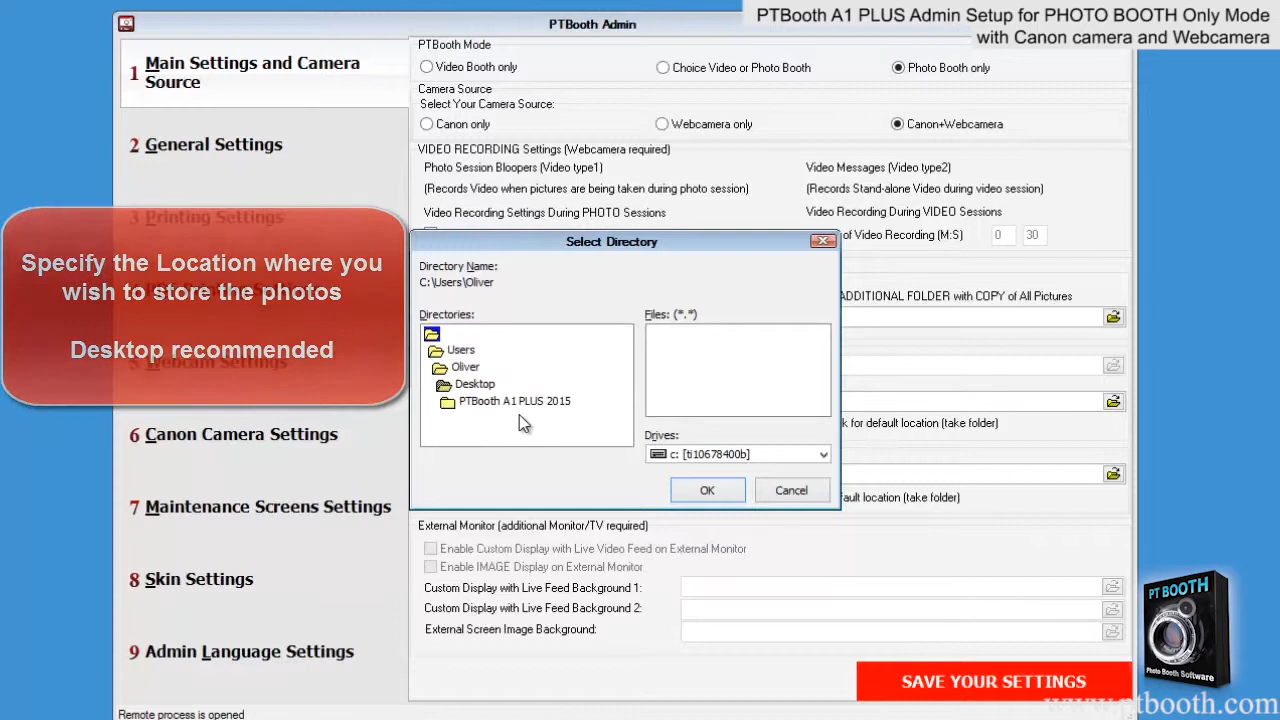 PTBooth A1 PLUS Admin Setup for PHOTO BOOTH Only Mode
with Canon camera and Webcamera
PTBooth Admin
1 Main Settings and Camera
Source
2 General Settings
3 Printing Settings
Specify the Location where you
wish to store the photos
Desktop recommended
5 Webcam Settings
6 Canon Camera Settings
7 Maintenance Screens Settings
8 Skin Settings
9 Admin Language Settings
PTBooth Mode
Video Booth only
Choice Video or Photo Booth
Photo Booth only
Camera Source
Select Your Camera Source:
Canon only
Webcamera only
Canon+Webcamera
VIDEO RECORDING Settings (Webcamera required)
Photo Session Bloopers (Video type1)
Video Messages (Video type2)
(Records Video when pictures are being taken during photo session)
(Records Stand-alone Video during video session)
Video Recording Settings During PHOTO Sessions
Video Recording During VIDEO Sessions
of Video Recording (M:S)
0
30
ADDITIONAL FOLDER with COPY of All Pictures
k for default location (take folder)
fault location (take folder)
Select Directory
Directory Name:
C:\Users\Oliver
Directories:
Files: (*.*)
Users
Oliver
Desktop
PTBooth A1 PLUS 2015
Drives:
c: [ti10678400b]
OK
Cancel
External Monitor (additional Monitor/TV required)
Enable Custom Display with Live Video Feed on External Monitor
Enable IMAGE Display on External Monitor
Custom Display with Live Feed Background 1:
Custom Display with Live Feed Background 2:
External Screen Image Background:
SAVE YOUR SETTINGS
Remote process is opened
PT BOOTH
Photo Booth Software
www.ptbooth.com